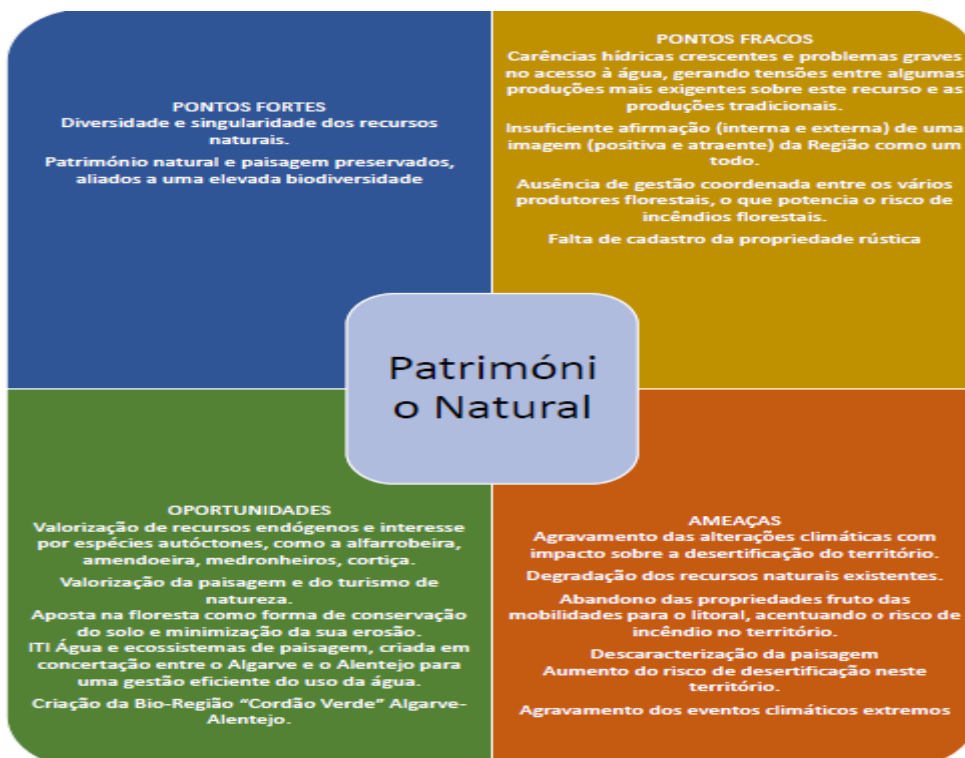 PONTOS FORTES
Diversidade e singularidade dos recursos
naturais.
Património natural e paisagem preservados,
aliados a uma elevada biodiversidade
PONTOS FRACOS
Carências hídricas crescentes e problemas graves
no acesso à água, gerando tensões entre algumas
produções mais exigentes sobre este recurso e as
produções tradicionais.
Insuficiente afirmação (interna e externa) de uma
imagem (positiva e atraente) da Região como um
todo.
Ausência de gestão coordenada entre os vários
produtores florestais, o que potencia o risco de
incêndios florestais.
Falta de cadastro da propriedade rústica
Patrimóni
o Natural
OPORTUNIDADES
Valorização de recursos endógenos e interesse
por espécies autóctones, como a alfarrobeira,
amendoeira, medronheiros, cortiça.
Valorização da paisagem e do turismo de
natureza.
Aposta na floresta como forma de conservação
do solo e minimização da sua erosão.
ITI Água e ecossistemas de paisagem, criada em
concertação entre o Algarve e o Alentejo para
uma gestão eficiente do uso da água.
Criação da Bio-Região “Cordão Verde” Algarve-
Alentejo.
AMEAÇAS
Agravamento das alterações climáticas com
impacto sobre a desertificação do território.
Degradação dos recursos naturais existentes.
Abandono das propriedades fruto das
mobilidades para o litoral, acentuando o risco de
incêndio no território.
Descaracterização da paisagem
Aumento do risco de desertificação neste
território.
Agravamento dos eventos climáticos extremos